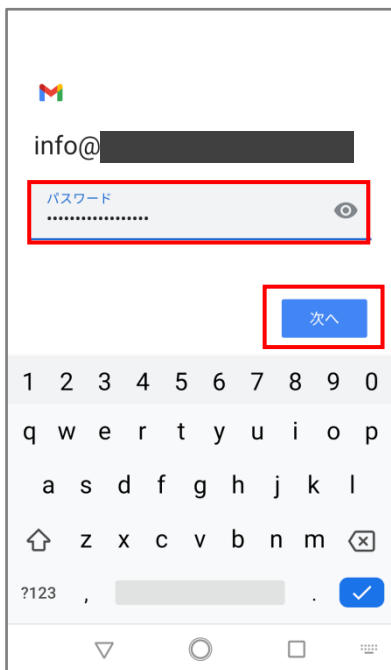 info@
パスワード
••••••••••••••••••
次へ
1 2 3 4 5 6 7 8 9 0
q w e r t y u i o p
a s d f g h j k l
z x c v b n m
?123 , .